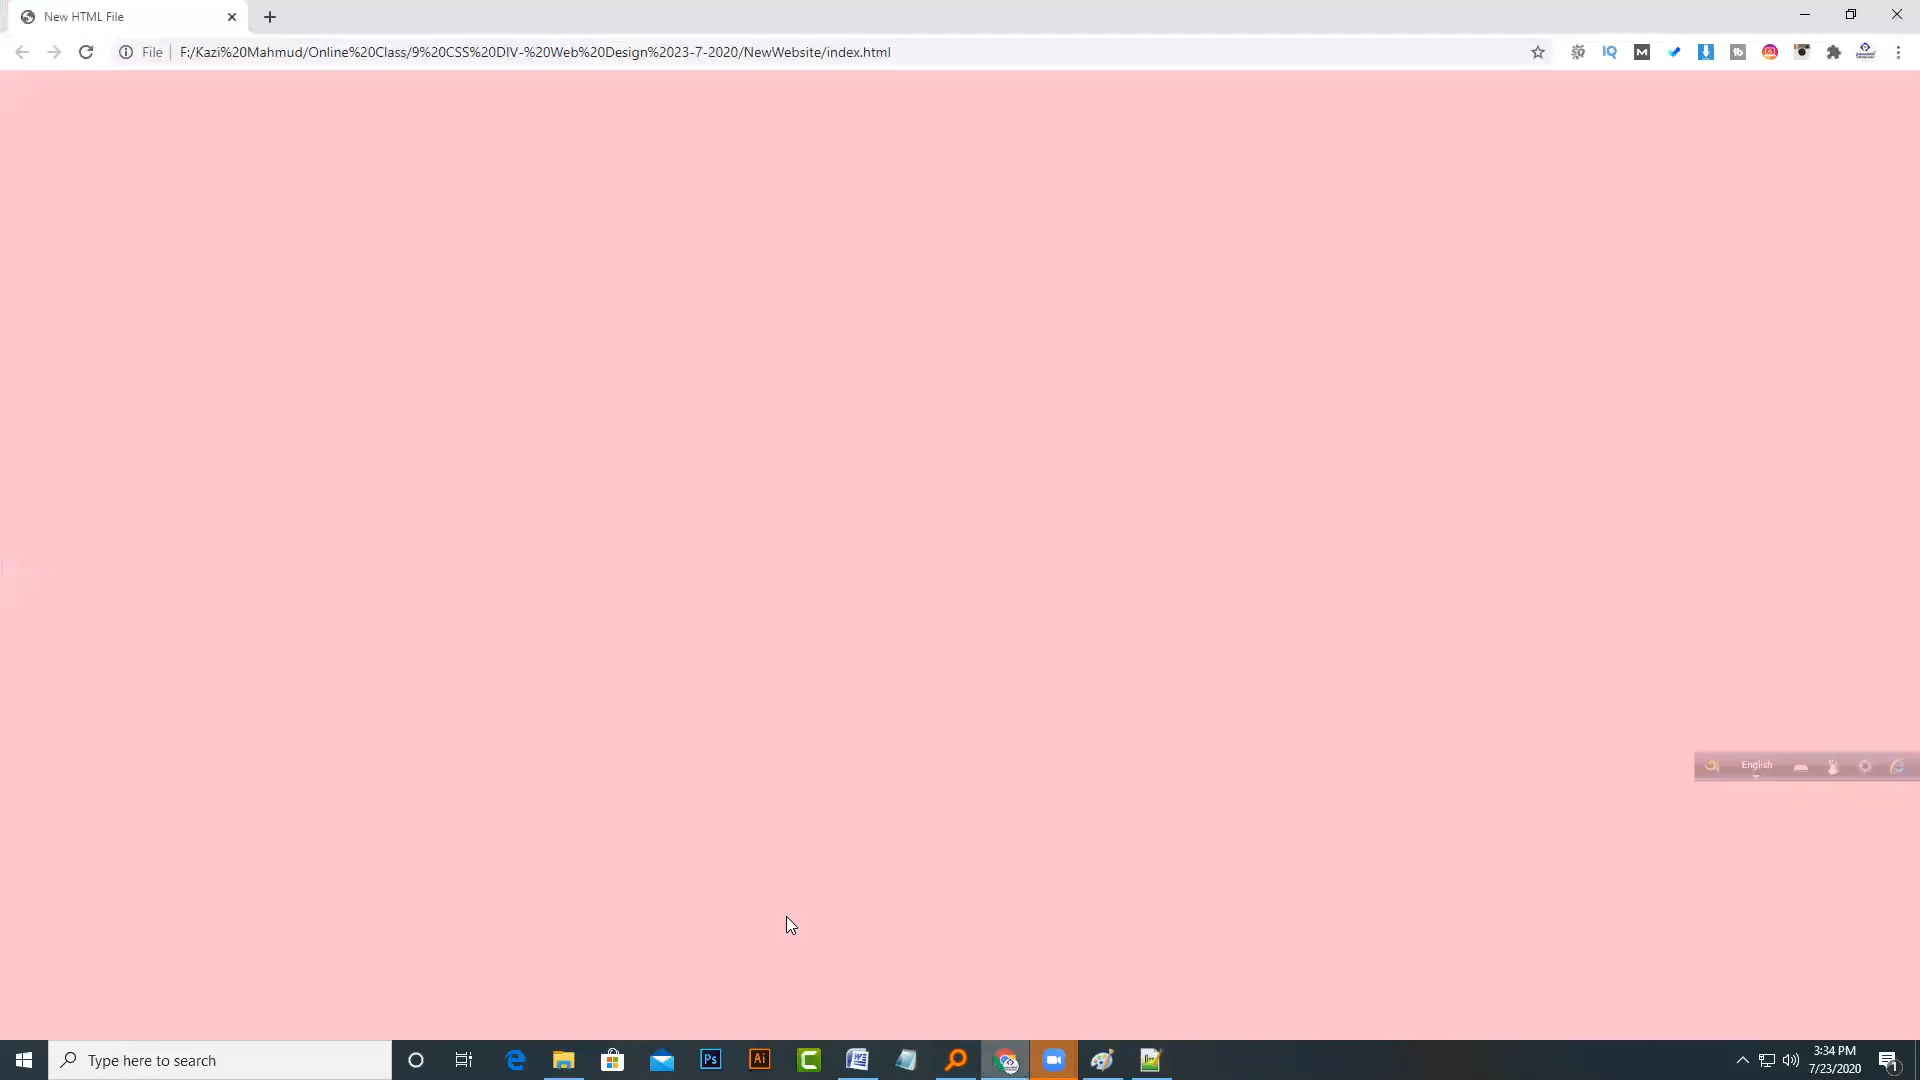 New HTML File
File
F:/Kazi%20Mahmud/Online%20Class/9%20CSS%20DIV-%20Web%20Design%2023-7-2020/NewWebsite/index.html
IQ
M
অ
English
Type here to search
Ps
Ai
3:34 PM
7/23/2020
1